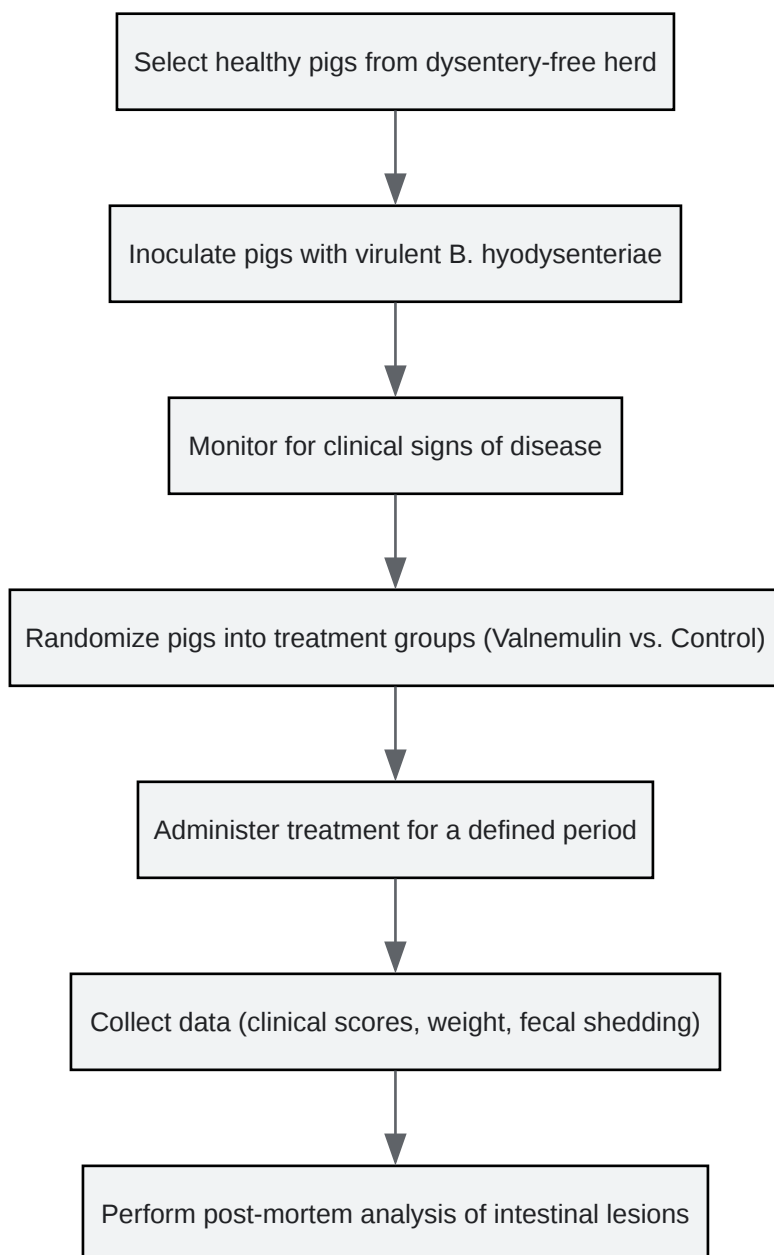 Select healthy pigs from dysentery-free herd
Inoculate pigs with virulent B. hyodysenteriae
Monitor for clinical signs of disease
Randomize pigs into treatment groups (Valnemulin vs. Control)
Administer treatment for a defined period
Collect data (clinical scores, weight, fecal shedding)
Perform post-mortem analysis of intestinal lesions